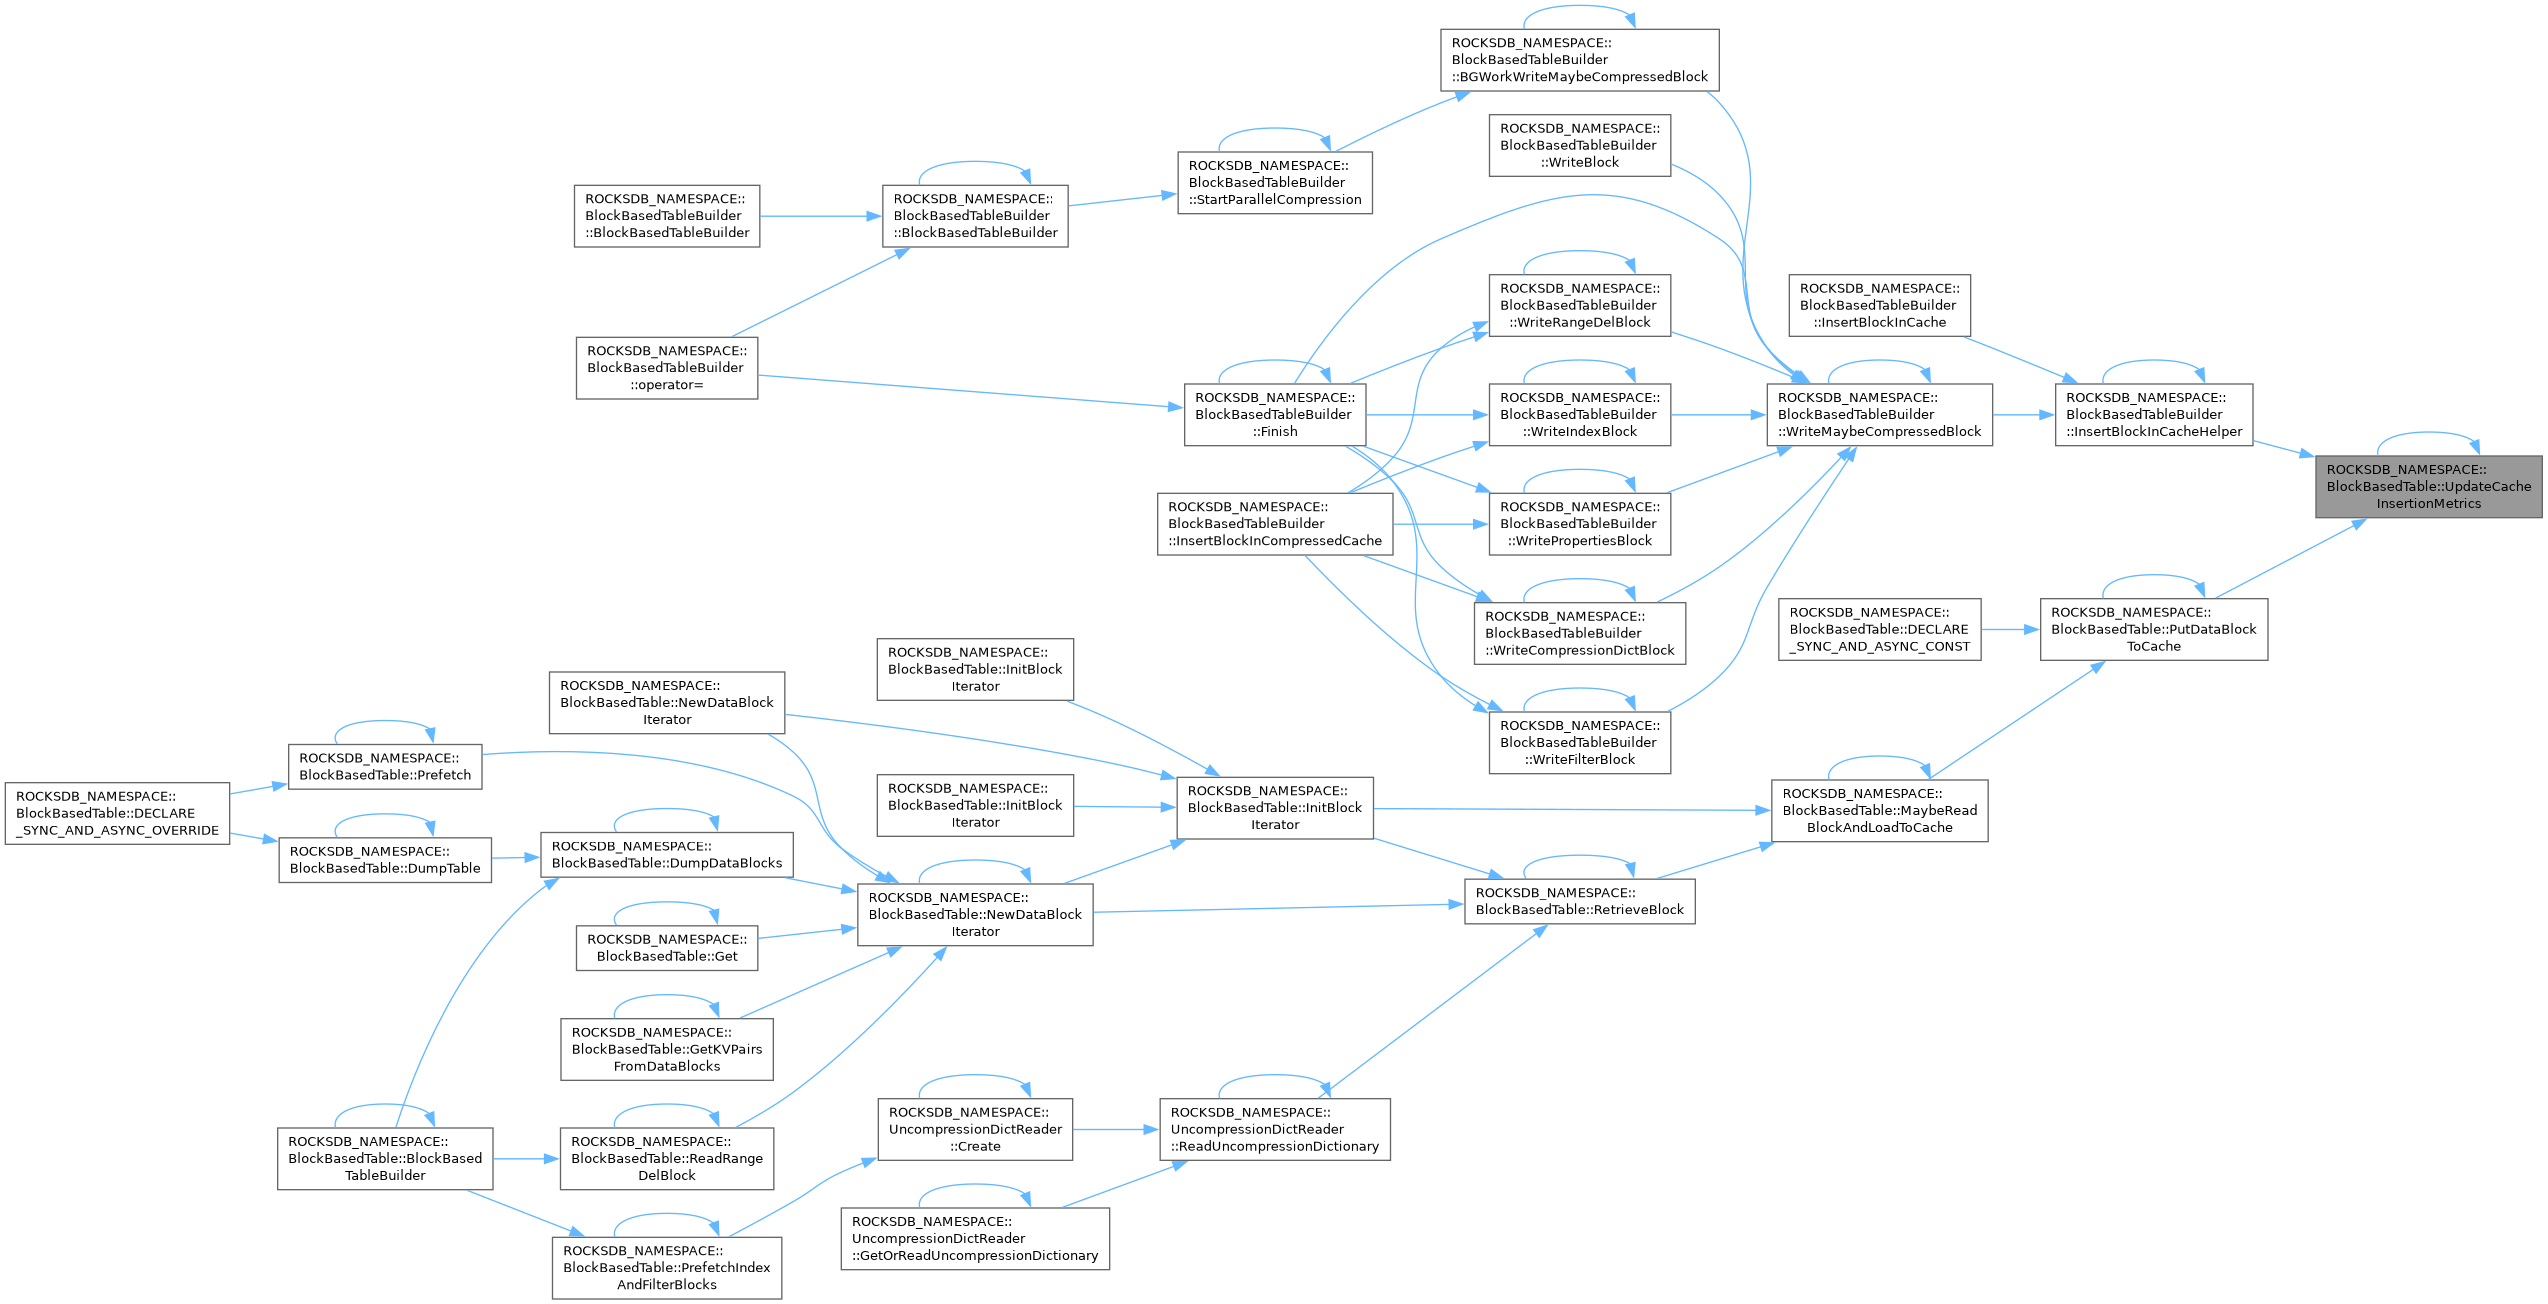 ROCKSDB_NAMESPACE::
BlockBasedTableBuilder
::BGWorkWriteMaybeCompressedBlock
ROCKSDB_NAMESPACE::
BlockBasedTableBuilder
::WriteBlock
ROCKSDB_NAMESPACE::
BlockBasedTableBuilder
::StartParallelCompression
ROCKSDB_NAMESPACE::
BlockBasedTableBuilder
::BlockBasedTableBuilder
ROCKSDB_NAMESPACE::
BlockBasedTableBuilder
::BlockBasedTableBuilder
ROCKSDB_NAMESPACE::
BlockBasedTableBuilder
::WriteRangeDelBlock
ROCKSDB_NAMESPACE::
BlockBasedTableBuilder
::InsertBlockInCache
ROCKSDB_NAMESPACE::
BlockBasedTableBuilder
::operator=
ROCKSDB_NAMESPACE::
BlockBasedTableBuilder
::Finish
ROCKSDB_NAMESPACE::
BlockBasedTableBuilder
::WriteIndexBlock
ROCKSDB_NAMESPACE::
BlockBasedTableBuilder
::WriteMaybeCompressedBlock
ROCKSDB_NAMESPACE::
BlockBasedTableBuilder
::InsertBlockInCacheHelper
ROCKSDB_NAMESPACE::
BlockBasedTable::UpdateCache
InsertionMetrics
ROCKSDB_NAMESPACE::
BlockBasedTableBuilder
::InsertBlockInCompressedCache
ROCKSDB_NAMESPACE::
BlockBasedTableBuilder
::WritePropertiesBlock
ROCKSDB_NAMESPACE::
BlockBasedTableBuilder
::WriteCompressionDictBlock
ROCKSDB_NAMESPACE::
BlockBasedTable::DECLARE
_SYNC_AND_ASYNC_CONST
ROCKSDB_NAMESPACE::
BlockBasedTable::PutDataBlock
ToCache
ROCKSDB_NAMESPACE::
BlockBasedTable::InitBlock
Iterator
ROCKSDB_NAMESPACE::
BlockBasedTable::NewDataBlock
Iterator
ROCKSDB_NAMESPACE::
BlockBasedTableBuilder
::WriteFilterBlock
ROCKSDB_NAMESPACE::
BlockBasedTable::Prefetch
ROCKSDB_NAMESPACE::
BlockBasedTable::DECLARE
_SYNC_AND_ASYNC_OVERRIDE
ROCKSDB_NAMESPACE::
BlockBasedTable::InitBlock
Iterator
ROCKSDB_NAMESPACE::
BlockBasedTable::InitBlock
Iterator
ROCKSDB_NAMESPACE::
BlockBasedTable::MaybeRead
BlockAndLoadToCache
ROCKSDB_NAMESPACE::
BlockBasedTable::DumpTable
ROCKSDB_NAMESPACE::
BlockBasedTable::DumpDataBlocks
ROCKSDB_NAMESPACE::
BlockBasedTable::NewDataBlock
Iterator
ROCKSDB_NAMESPACE::
BlockBasedTable::RetrieveBlock
ROCKSDB_NAMESPACE::
BlockBasedTable::Get
ROCKSDB_NAMESPACE::
BlockBasedTable::GetKVPairs
FromDataBlocks
ROCKSDB_NAMESPACE::
UncompressionDictReader
::Create
ROCKSDB_NAMESPACE::
UncompressionDictReader
::ReadUncompressionDictionary
ROCKSDB_NAMESPACE::
BlockBasedTable::BlockBased
TableBuilder
ROCKSDB_NAMESPACE::
BlockBasedTable::ReadRange
DelBlock
ROCKSDB_NAMESPACE::
UncompressionDictReader
::GetOrReadUncompressionDictionary
ROCKSDB_NAMESPACE::
BlockBasedTable::PrefetchIndex
AndFilterBlocks